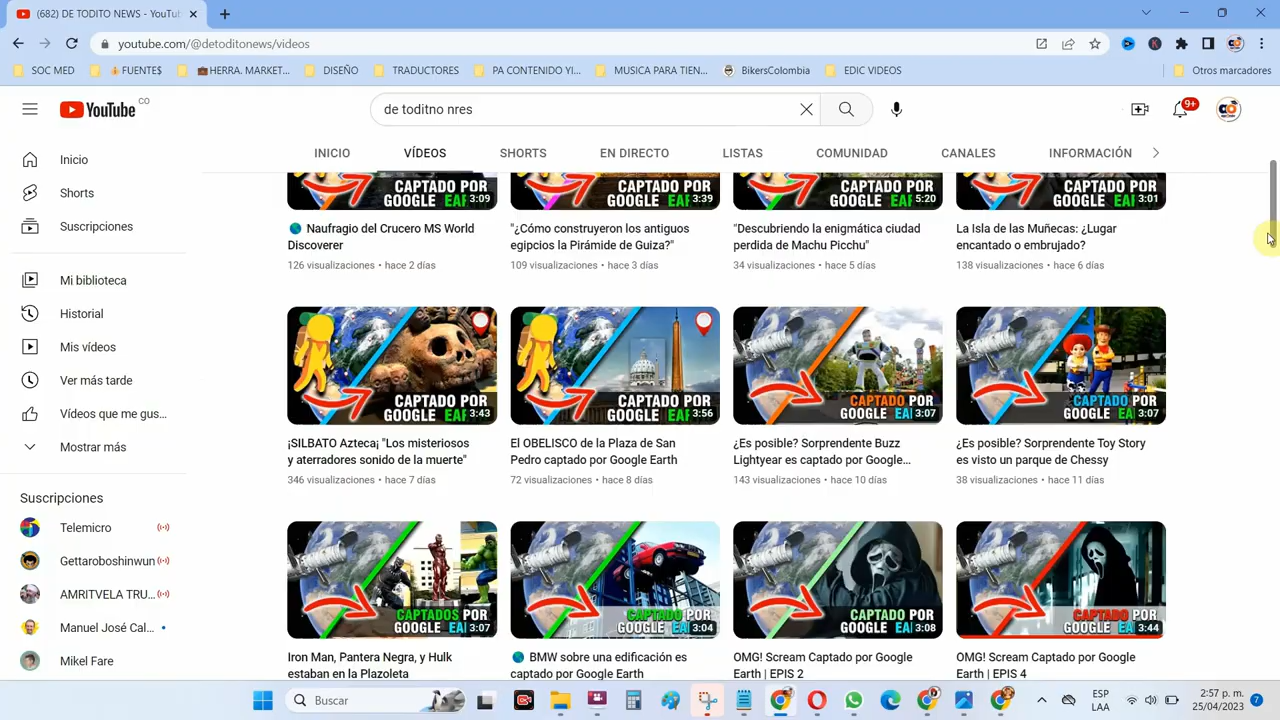 (682) DE TODITO NEWS - YouTu
youtube.com/@detoditonews/videos
SOC MED
💰FUENTE$
💼HERRA. MARKET...
DISEÑO
TRADUCTORES
PA CONTENIDO YI...
MUSICA PARA TIEN...
BikersColombia
EDIC VIDEOS
Otros marcadores
YouTube CO
de toditno nres
9+
INICIO
VÍDEOS
SHORTS
EN DIRECTO
LISTAS
COMUNIDAD
CANALES
INFORMACIÓN
Inicio
Shorts
Suscripciones
Mi biblioteca
Historial
Mis vídeos
Ver más tarde
Vídeos que me gus...
Mostrar más
Suscripciones
Telemicro
Gettaroboshinwun
AMRITVELA TRU...
Manuel José Cal...
Mikel Fare
CAPTADO POR
GOOGLE EAR
3:09
CAPTADO POR
GOOGLE EAR
3:39
CAPTADO POR
GOOGLE EAR
5:20
CAPTADO POR
GOOGLE EAR
3:01
🌎 Naufragio del Crucero MS World
Discoverer
126 visualizaciones • hace 2 días
"¿Cómo construyeron los antiguos
egipcios la Pirámide de Guiza?"
109 visualizaciones • hace 3 días
"Descubriendo la enigmática ciudad
perdida de Machu Picchu"
34 visualizaciones • hace 5 días
La Isla de las Muñecas: ¿Lugar
encantado o embrujado?
138 visualizaciones • hace 6 días
CAPTADO POR
GOOGLE EAR
3:43
CAPTADO POR
GOOGLE EAR
3:56
CAPTADO POR
GOOGLE EA
3:07
CAPTADO POR
GOOGLE EA
3:07
¡SILBATO Azteca¡ "Los misteriosos
y aterradores sonido de la muerte"
346 visualizaciones • hace 7 días
El OBELISCO de la Plaza de San
Pedro captado por Google Earth
72 visualizaciones • hace 8 días
¿Es posible? Sorprendente Buzz
Lightyear es captado por Google...
143 visualizaciones • hace 10 días
¿Es posible? Sorprendente Toy Story
es visto un parque de Chessy
38 visualizaciones • hace 11 días
CAPTADOS POR
GOOGLE EA
3:07
CAPTADO POR
GOOGLE EA
3:04
CAPTADO POR
GOOGLE EA
3:08
CAPTADO POR
GOOGLE EA
3:44
Iron Man, Pantera Negra, y Hulk
estaban en la Plazoleta
🌎 BMW sobre una edificación es
captado por Google Earth
OMG! Scream Captado por Google
Earth | EPIS 2
OMG! Scream Captado por Google
Earth | EPIS 4
Buscar
ESP
LAA
2:57 p. m.
25/04/2023
7